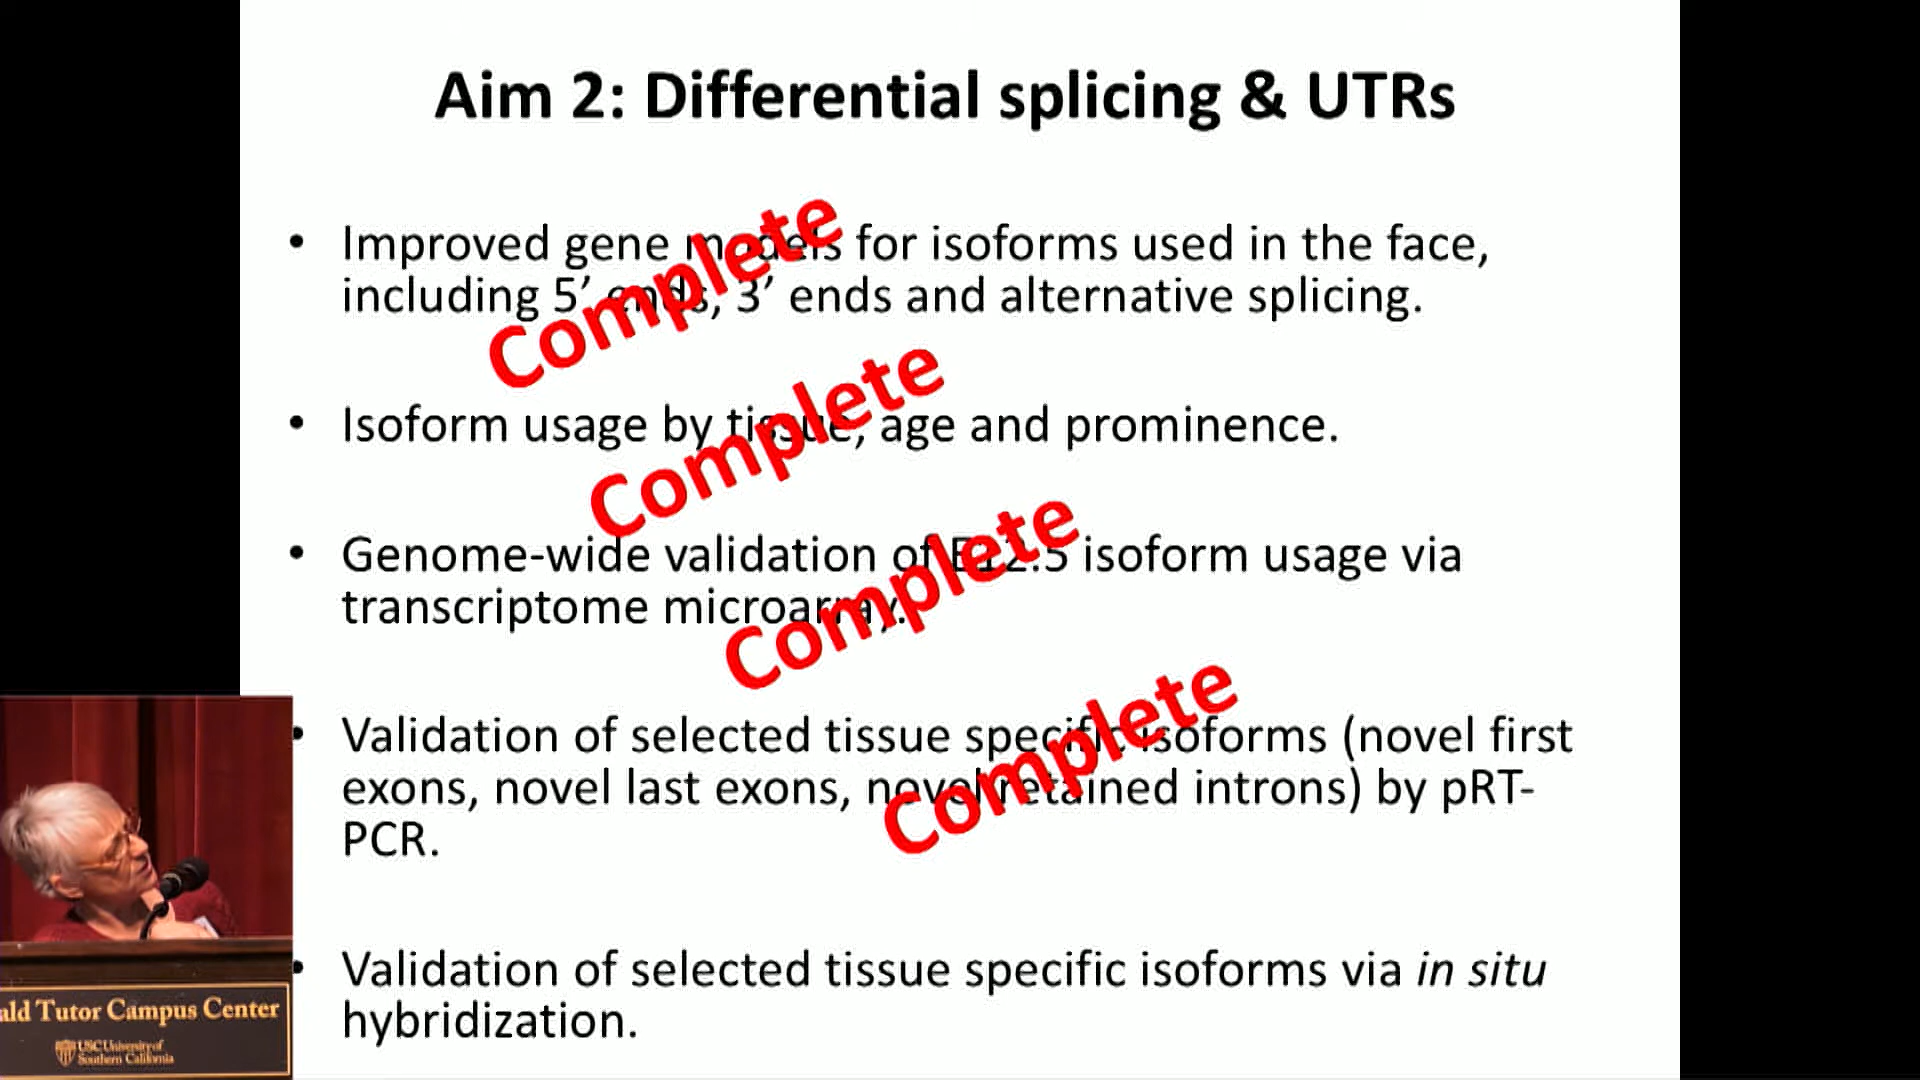 Aim 2: Differential splicing & UTRs
• Improved gene models for isoforms used in the face,
including 5’ ends, 3’ ends and alternative splicing.
Complete
• Isoform usage by tissue, age and prominence.
Complete
• Genome-wide validation of E12.5 isoform usage via
transcriptome microarray.
Complete
• Validation of selected tissue specific isoforms (novel first
exons, novel last exons, novel retained introns) by pRT-
PCR.
Complete
• Validation of selected tissue specific isoforms via in situ
hybridization.
ald Tutor Campus Center
USC University of
Southern California